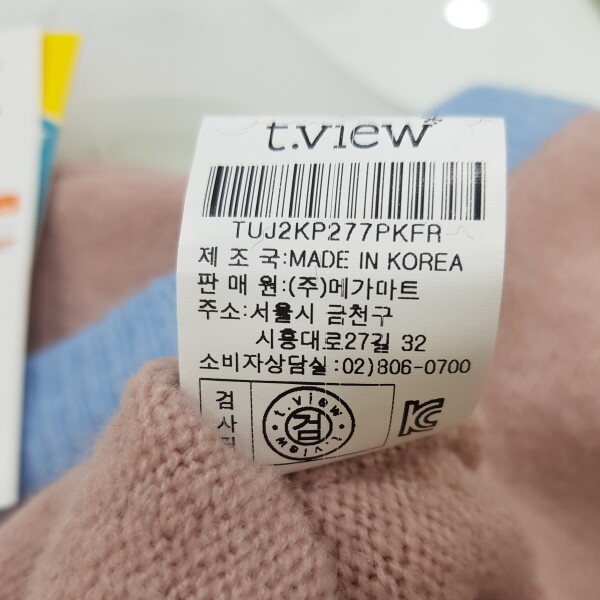 t.view
TUJ2KP277PKFR
제 조 국:MADE IN KOREA
판 매 원:(주)메가마트
주소:서울시 금천구
시흥대로27길 32
소비자상담실:02)806-0700
검
사
t.view
검
t.view
KC